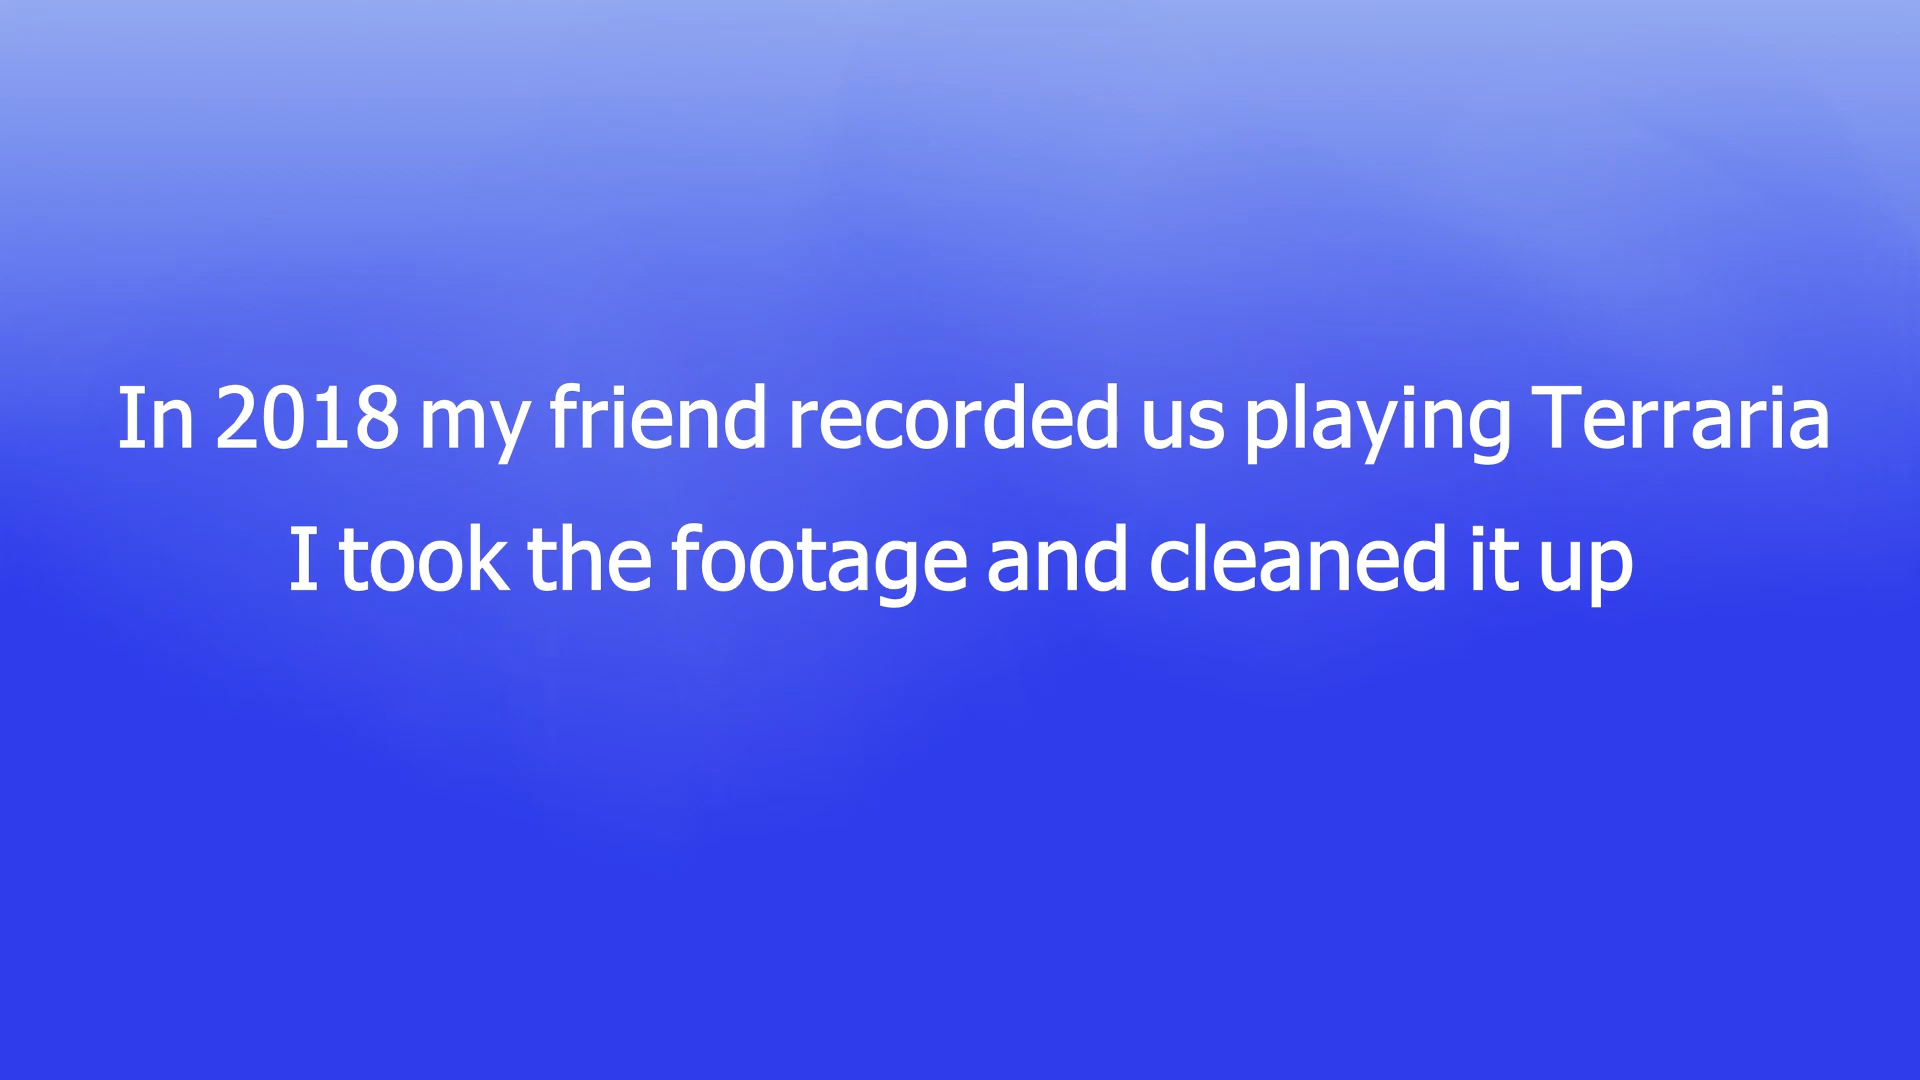 In 2018 my friend recorded us playing Terraria
I took the footage and cleaned it up